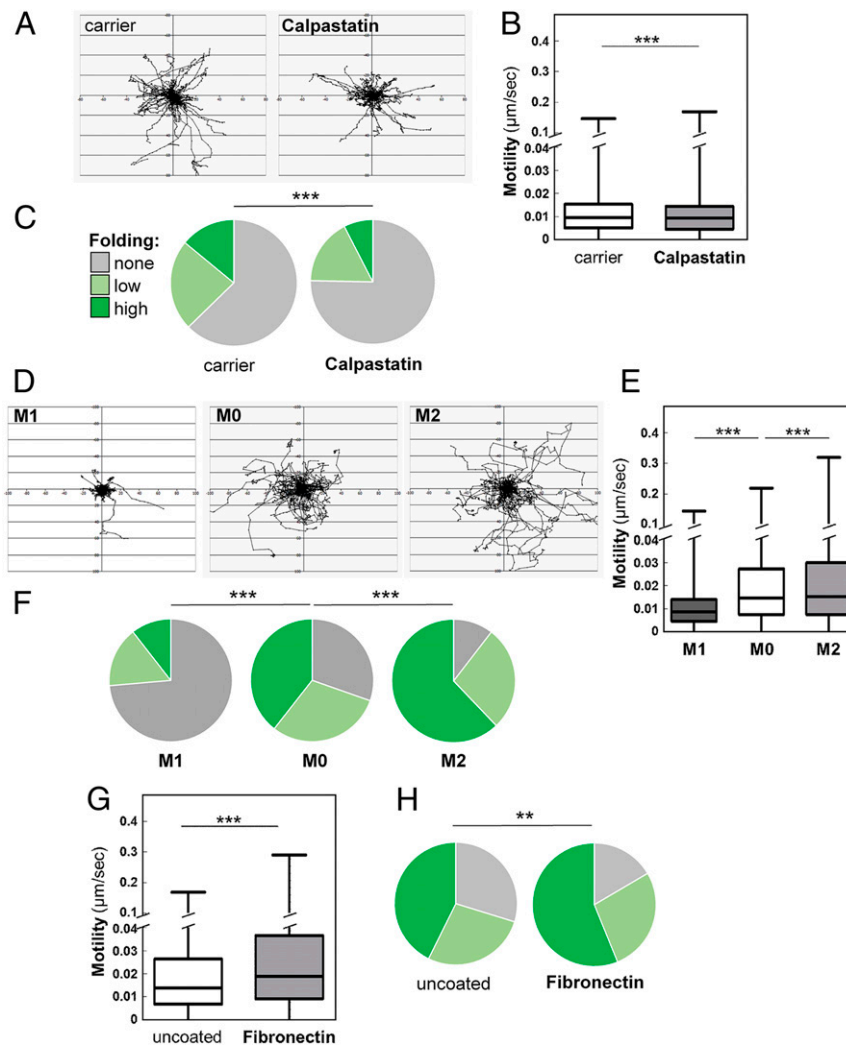 A
carrier
Calpastatin
B
***
Motility (µm/sec)
0.4
0.3
0.2
0.1
0.04
0.03
0.02
0.01
0
carrier
Calpastatin
C
***
Folding:
none
low
high
carrier
Calpastatin
D
M1
M0
M2
E
*** ***
Motility (µm/sec)
0.4
0.3
0.2
0.1
0.04
0.03
0.02
0.01
0
M1 M0 M2
F
*** ***
M1 M0 M2
G
***
Motility (µm/sec)
0.4
0.3
0.2
0.1
0.04
0.03
0.02
0.01
0
uncoated Fibronectin
H
**
uncoated Fibronectin